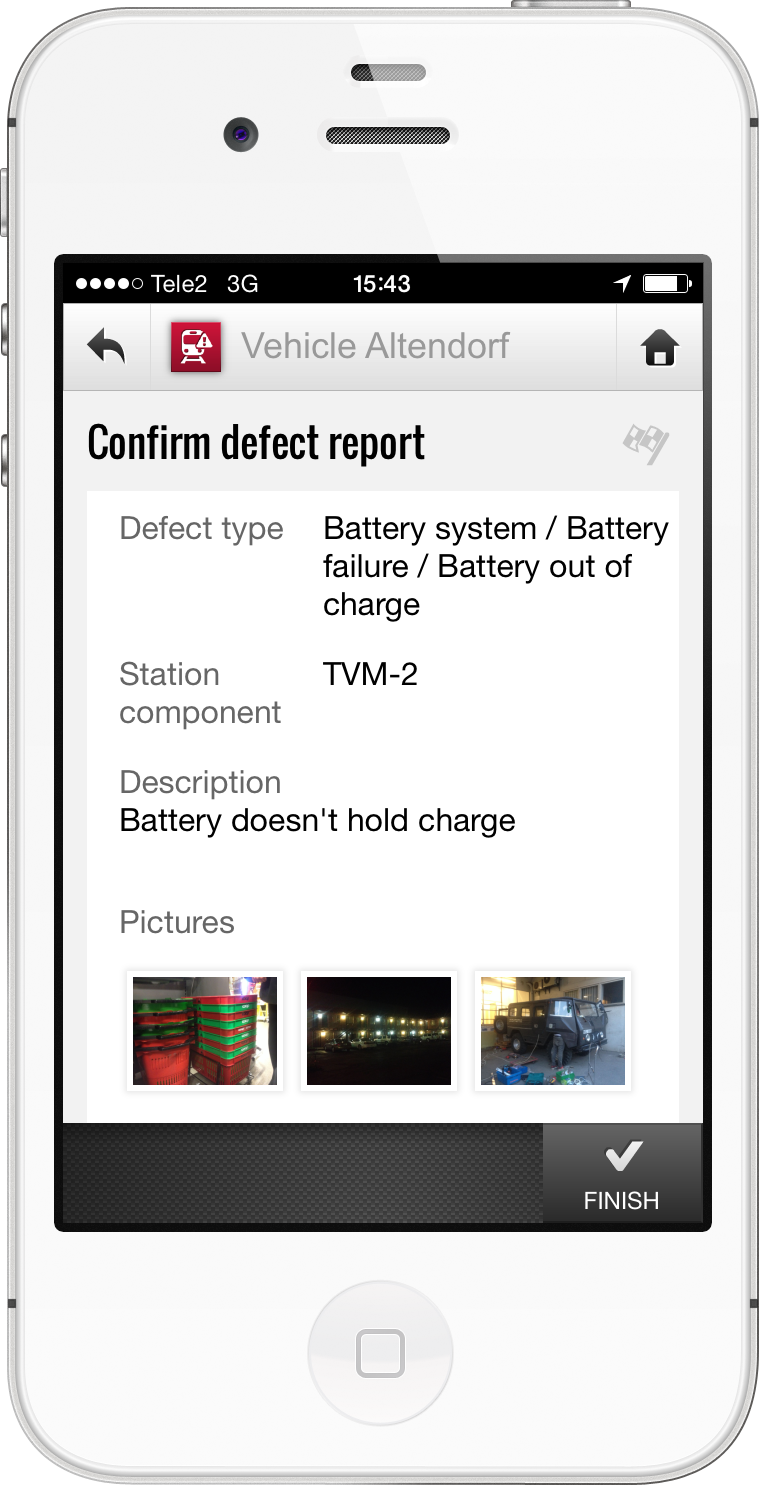 Tele2 3G 15:43
Vehicle Altendorf
Confirm defect report
Defect type Battery system / Battery
failure / Battery out of
charge
Station TVM-2
component
Description
Battery doesn't hold charge
Pictures
FINISH